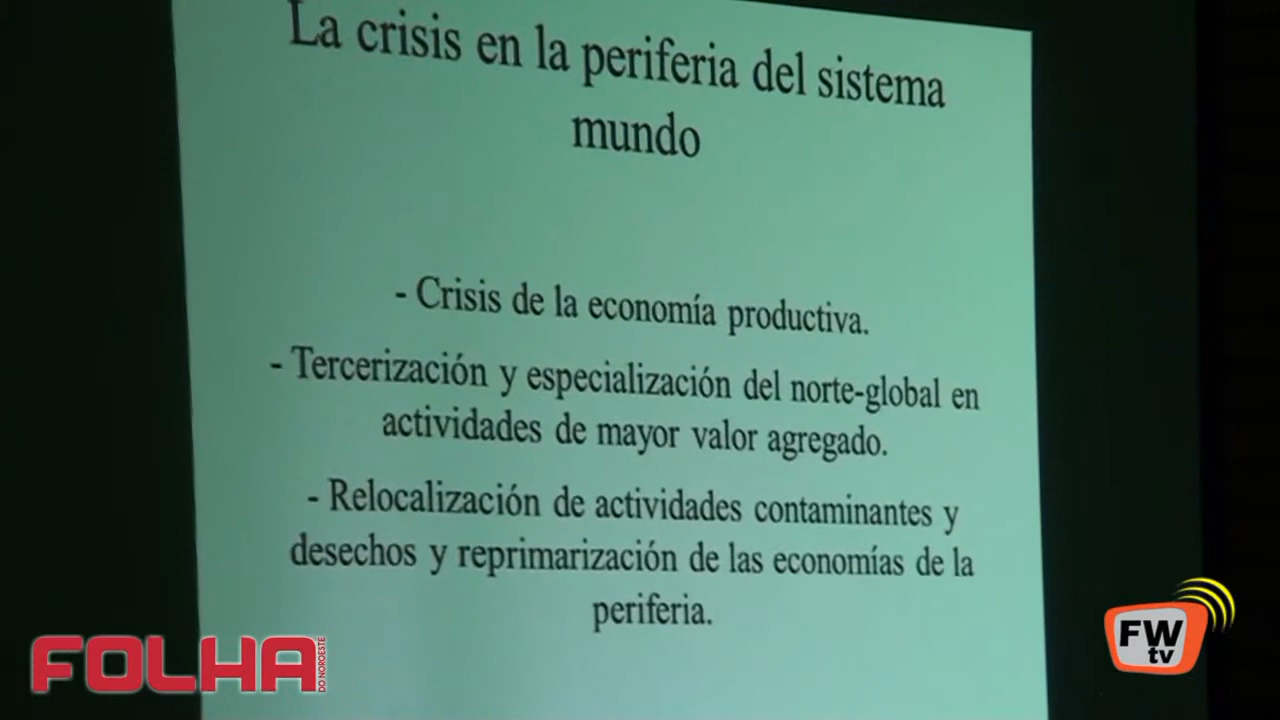 La crisis en la periferia del sistema
mundo
- Crisis de la economía productiva.
- Tercerización y especialización del norte-global en
actividades de mayor valor agregado.
- Relocalización de actividades contaminantes y
desechos y reprimarización de las economías de la
periferia.
FOLHA
DO NOROESTE
FW
tv